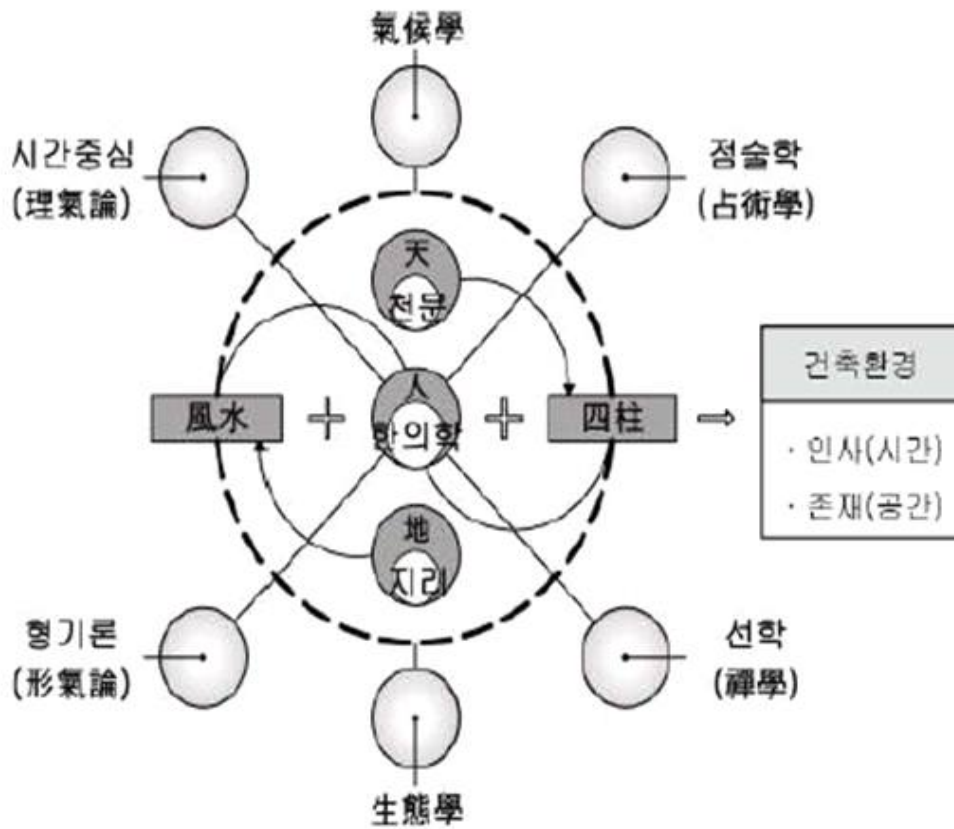 氣候學
시간중심
(理氣論)
점술학
(占術學)
天
천문
風水
人
한의학
四柱
건축환경
· 인사(시간)
· 존재(공간)
地
지리
형기론
(形氣論)
선학
(禪學)
生態學